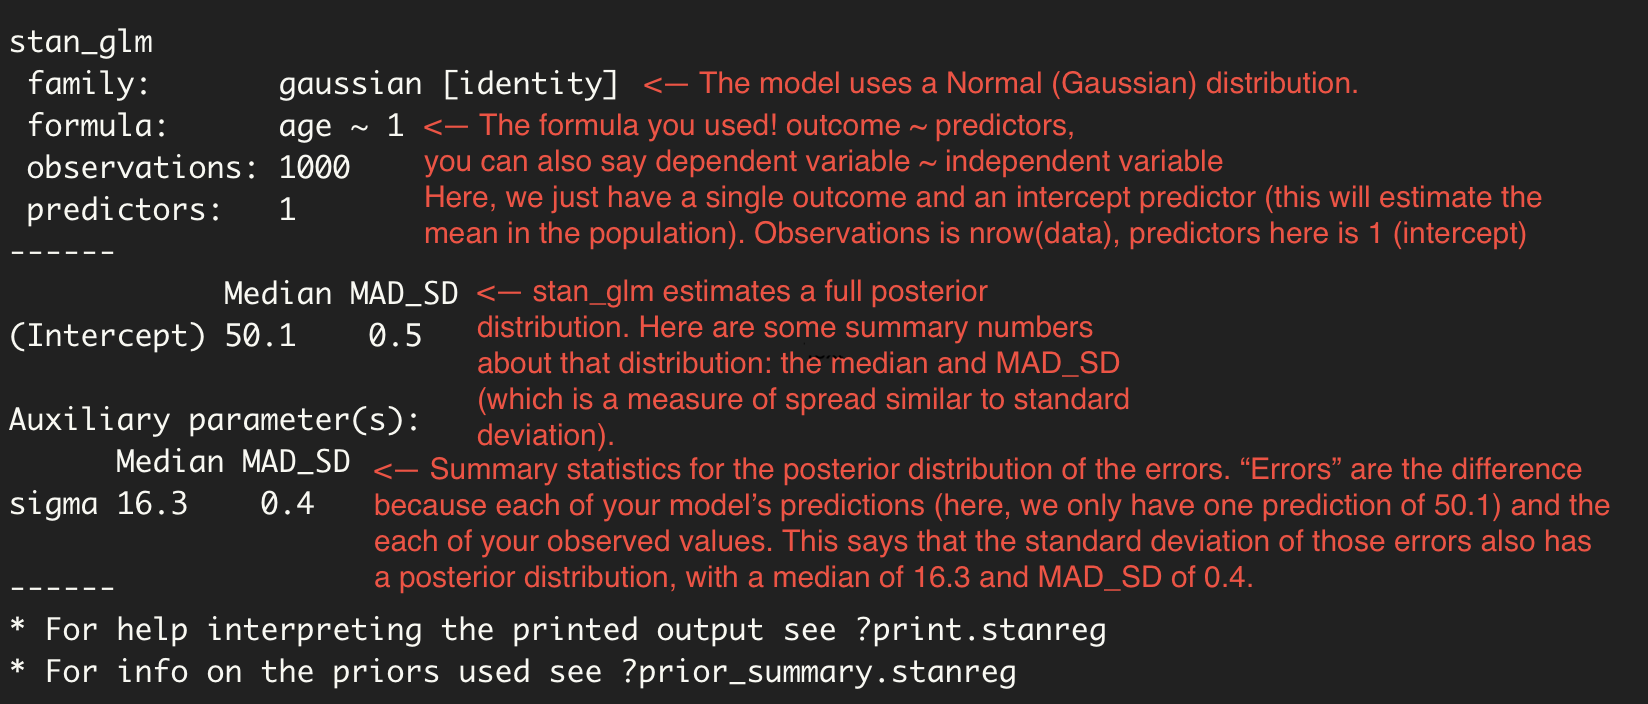 stan_glm
family: gaussian [identity] <— The model uses a Normal (Gaussian) distribution.
formula: age ~ 1 <— The formula you used! outcome ~ predictors,
you can also say dependent variable ~ independent variable
observations: 1000
Here, we just have a single outcome and an intercept predictor (this will estimate the
predictors: 1
mean in the population). Observations is nrow(data), predictors here is 1 (intercept)
------
Median MAD_SD <— stan_glm estimates a full posterior
distribution. Here are some summary numbers
(Intercept) 50.1 0.5
about that distribution: the median and MAD_SD
(which is a measure of spread similar to standard
Auxiliary parameter(s):
deviation).
Median MAD_SD <— Summary statistics for the posterior distribution of the errors. “Errors” are the difference
sigma 16.3 0.4 because each of your model’s predictions (here, we only have one prediction of 50.1) and the
each of your observed values. This says that the standard deviation of those errors also has
a posterior distribution, with a median of 16.3 and MAD_SD of 0.4.
------
* For help interpreting the printed output see ?print.stanreg
* For info on the priors used see ?prior_summary.stanreg